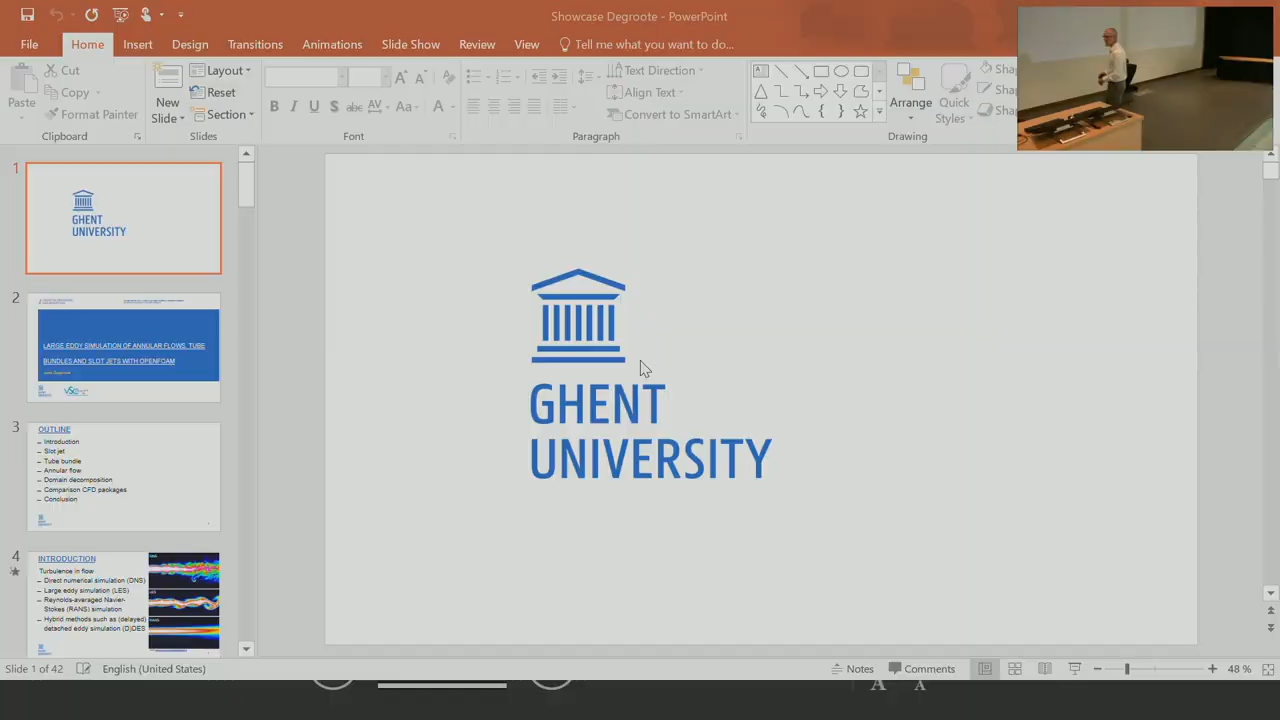 Showcase Degroote - PowerPoint
File
Home
Insert
Design
Transitions
Animations
Slide Show
Review
View
Tell me what you want to do...
Paste
Cut
Copy
Format Painter
Clipboard
New
Slide
Layout
Reset
Section
Slides
B I U S abc AV Aa A
Font
Text Direction
Align Text
Convert to SmartArt
Paragraph
Arrange
Quick
Styles
Shap
Sha
Shap
Drawing
1
GHENT
UNIVERSITY
2
LARGE EDDY SIMULATION OF ANNULAR FLOWS, TUBE
BUNDLES AND SLOT JETS WITH OPENFOAM
3
OUTLINE
– Introduction
– Slot jet
– Tube bundle
– Annular flow
– Domain decomposition
– Comparison CFD packages
– Conclusion
4
INTRODUCTION
Turbulence in flow
– Direct numerical simulation (DNS)
– Large eddy simulation (LES)
– Reynolds-averaged Navier-
Stokes (RANS) simulation
– Hybrid methods such as (delayed)
detached eddy simulation (D)DES
GHENT
UNIVERSITY
Slide 1 of 42
English (United States)
Notes
Comments
48 %